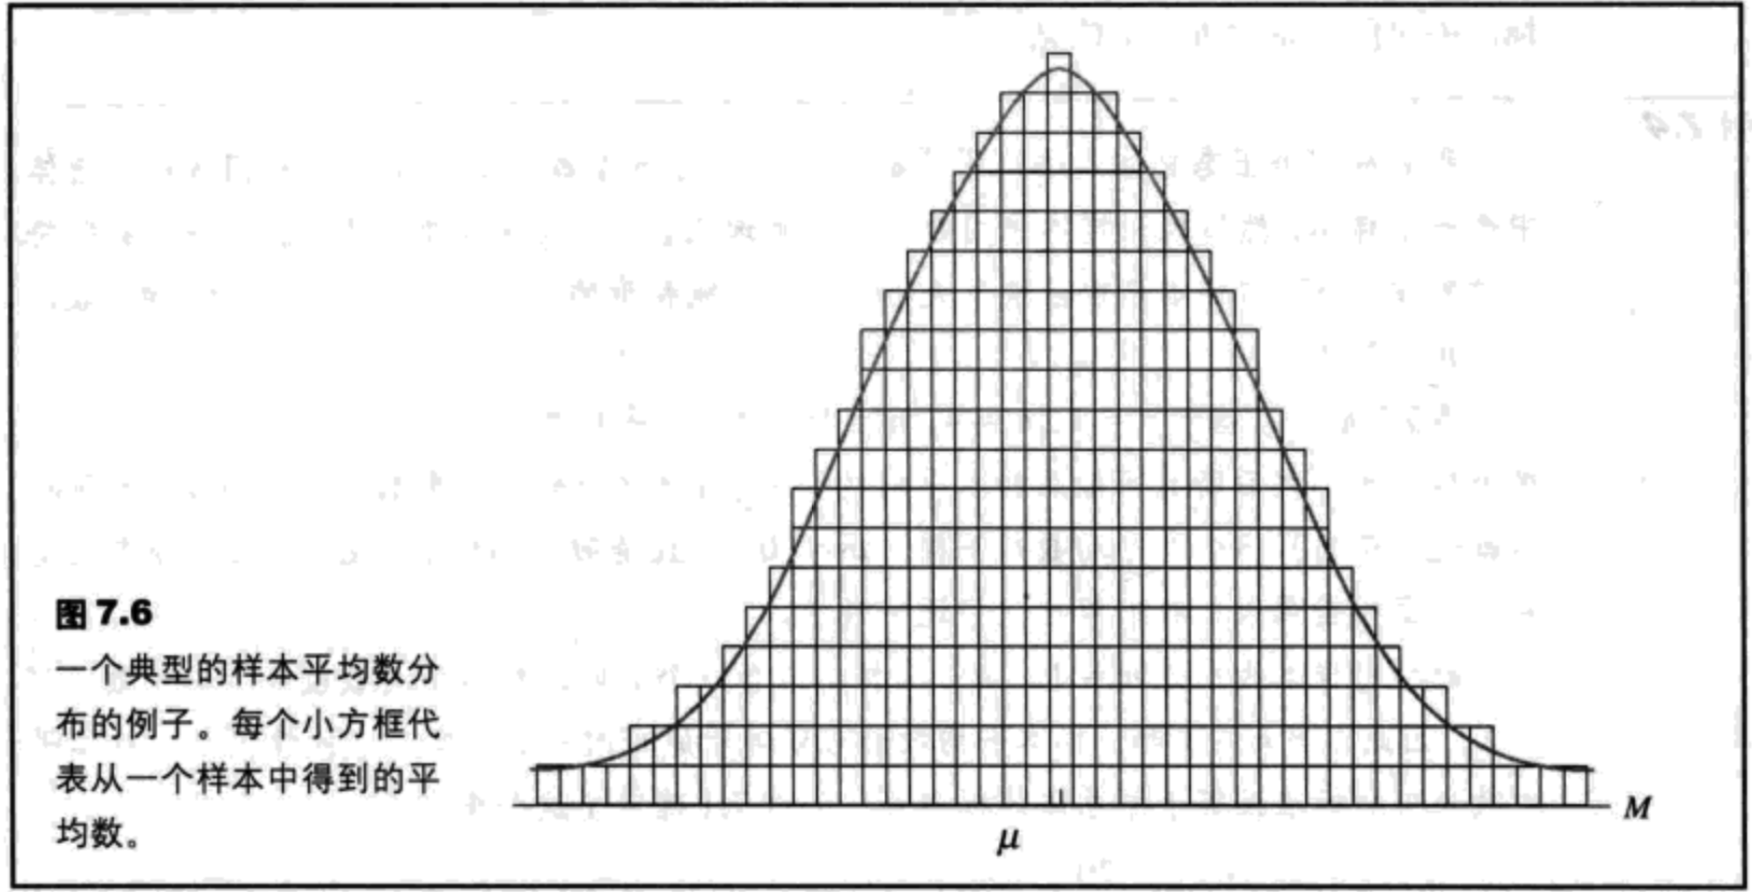 图 7.6
一个典型的样本平均数分
布的例子。每个小方框代
表从一个样本中得到的平
均数。
μ
M